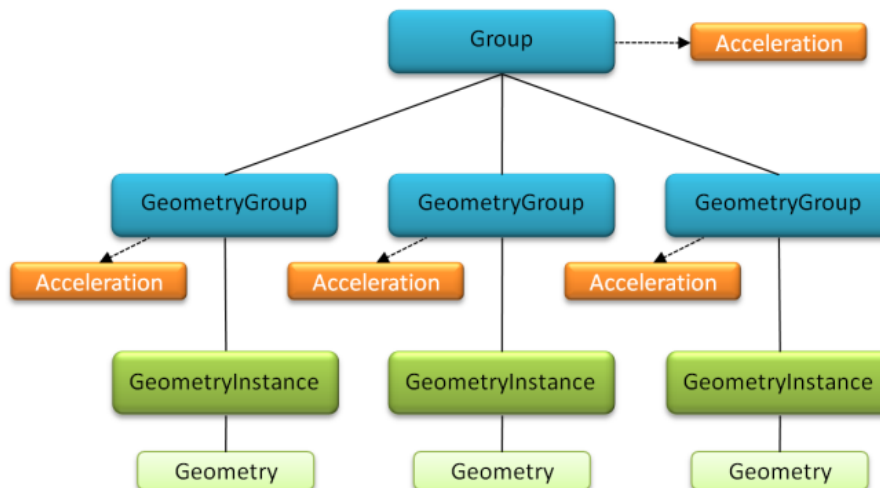 Group
Acceleration
GeometryGroup
GeometryGroup
GeometryGroup
Acceleration
Acceleration
Acceleration
GeometryInstance
GeometryInstance
GeometryInstance
Geometry
Geometry
Geometry